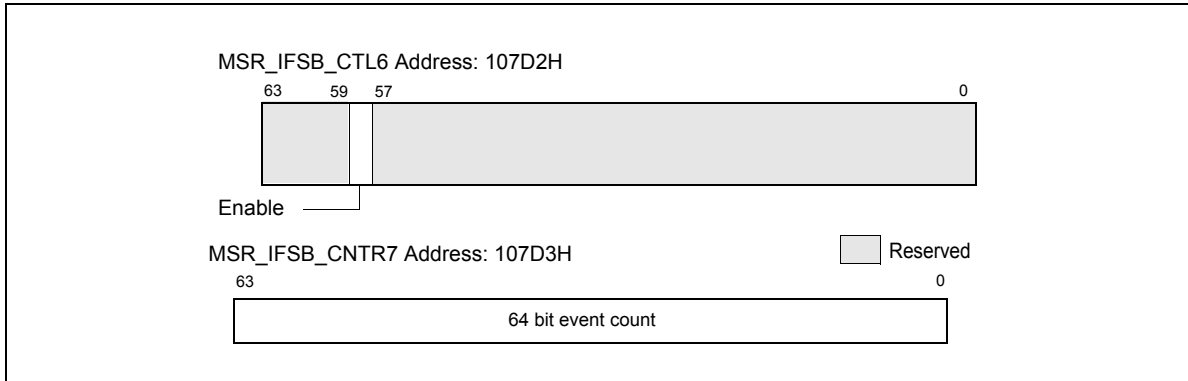 MSR_IFSB_CTL6 Address: 107D2H
63 59 57 0
Enable
MSR_IFSB_CNTR7 Address: 107D3H
Reserved
63 0
64 bit event count